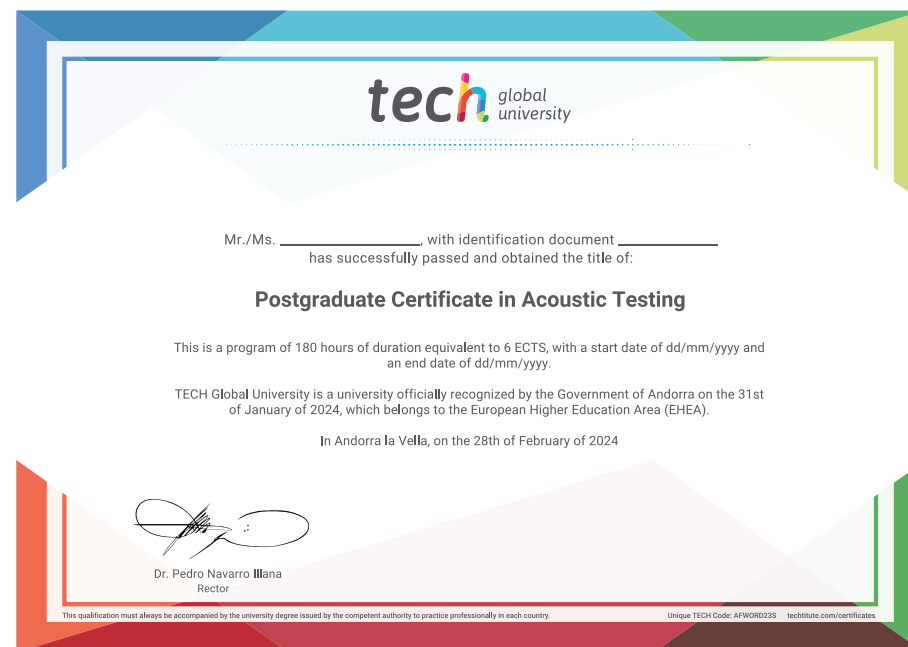 tech global university
Mr./Ms. ____________, with identification document ____________
has successfully passed and obtained the title of:
Postgraduate Certificate in Acoustic Testing
This is a program of 180 hours of duration equivalent to 6 ECTS, with a start date of dd/mm/yyyy and
an end date of dd/mm/yyyy.
TECH Global University is a university officially recognized by the Government of Andorra on the 31st
of January of 2024, which belongs to the European Higher Education Area (EHEA).
In Andorra la Vella, on the 28th of February of 2024
Dr. Pedro Navarro Illana
Rector
This qualification must always be accompanied by the university degree issued by the competent authority to practice professionally in each country. Unique TECH Code: AFWORD23S techtitute.com/certificates